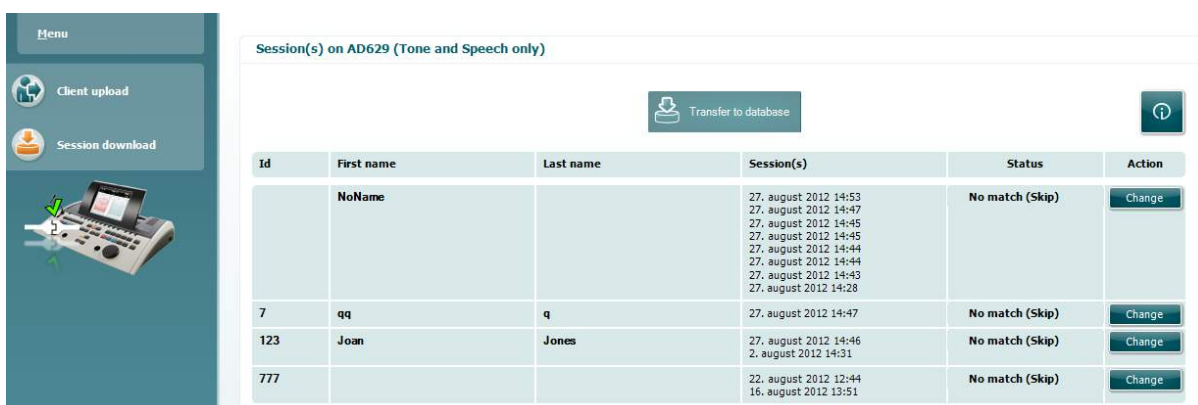 Menu
Client upload
Session download
Session(s) on AD629 (Tone and Speech only)
Transfer to database
Id First name Last name Session(s) Status Action
NoName 27. august 2012 14:53 No match (Skip) Change
27. august 2012 14:47
27. august 2012 14:45
27. august 2012 14:45
27. august 2012 14:44
27. august 2012 14:44
27. august 2012 14:43
27. august 2012 14:28
7 qq q 27. august 2012 14:47 No match (Skip) Change
123 Joan Jones 27. august 2012 14:46 No match (Skip) Change
2. august 2012 14:31
777 22. august 2012 12:44 No match (Skip) Change
16. august 2012 13:51